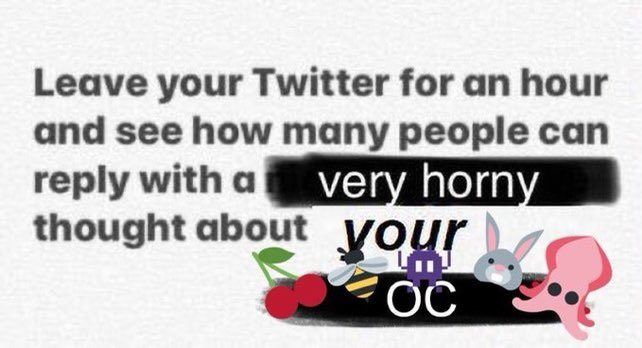 Leave your Twitter for an hour
and see how many people can
reply with a very horny
thought about your
OC